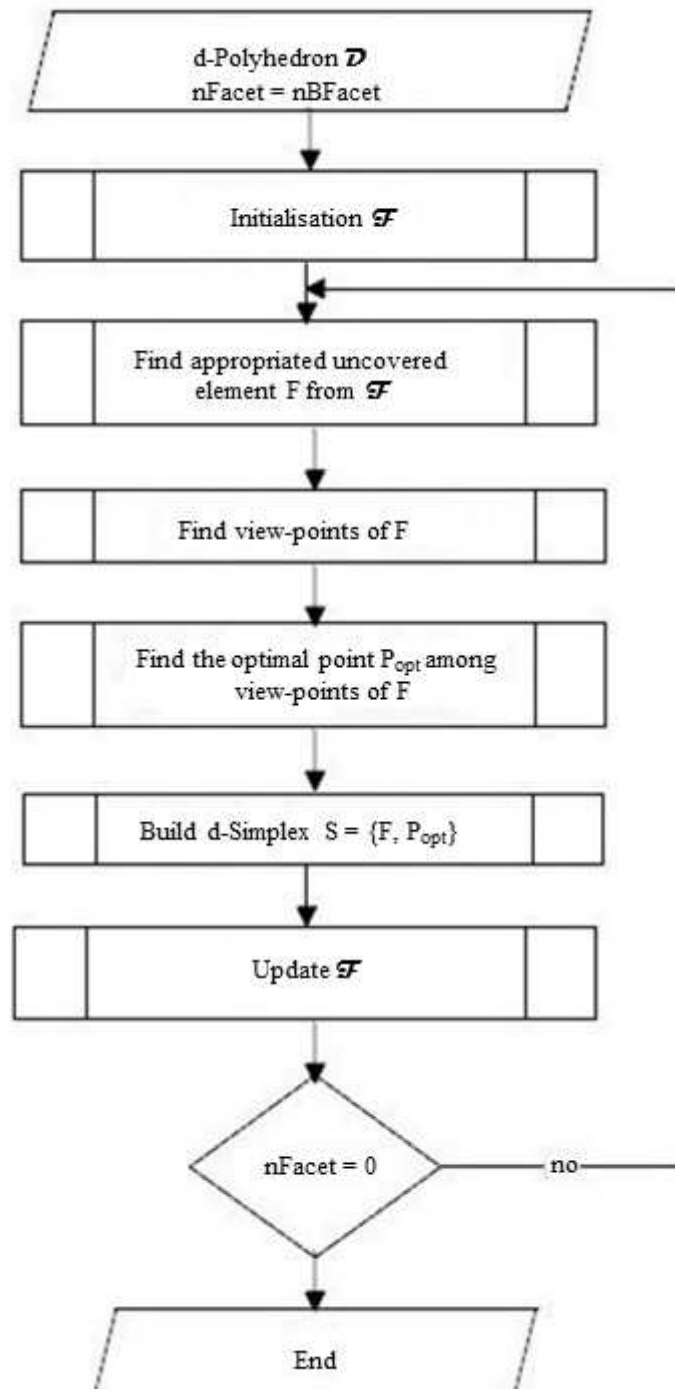 d-Polyhedron 𝓓
nFacet = nBFacet
Initialisation 𝓕
Find appropriated uncovered
element F from 𝓕
Find view-points of F
Find the optimal point Pₒₚₜ among
view-points of F
Build d-Simplex S = {F, Pₒₚₜ}
Update 𝓕
nFacet = 0
no
End